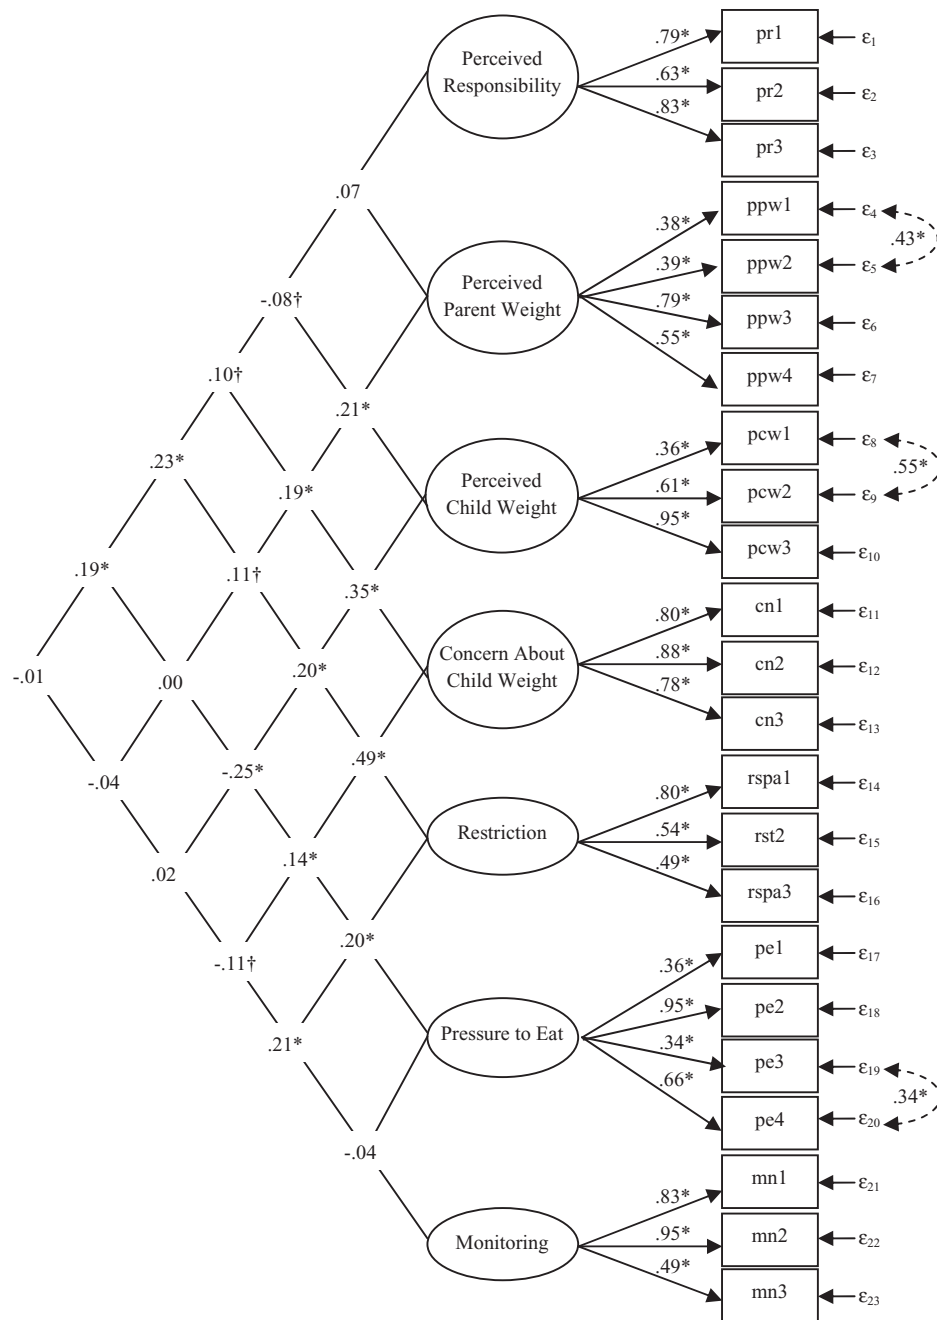 Perceived
Responsibility
.79*
.63*
.83*
pr1
pr2
pr3
ε1
ε2
ε3
.07
Perceived
Parent Weight
.38*
.39*
.79*
.55*
ppw1
ppw2
ppw3
ppw4
ε4
ε5
ε6
ε7
.43*
-.08†
.10†
.21*
Perceived
Child Weight
.36*
.61*
.95*
pcw1
pcw2
pcw3
ε8
ε9
ε10
.55*
.23*
.19*
.19*
.11†
.35*
Concern About
Child Weight
.80*
.88*
.78*
cn1
cn2
cn3
ε11
ε12
ε13
-.01
.00
.20*
-.04
-.25*
.49*
Restriction
.80*
.54*
.49*
rspa1
rst2
rspa3
ε14
ε15
ε16
.02
.14*
-.11†
.20*
Pressure to Eat
.36*
.95*
.34*
.66*
pe1
pe2
pe3
pe4
ε17
ε18
ε19
ε20
.34*
.21*
-.04
Monitoring
.83*
.95*
.49*
mn1
mn2
mn3
ε21
ε22
ε23